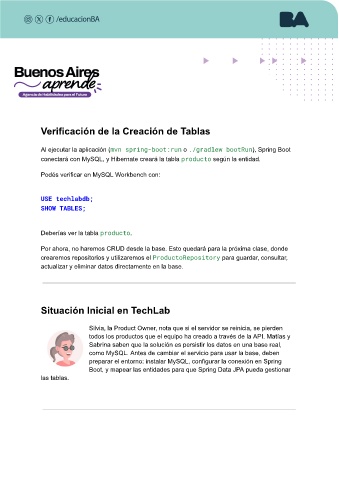 /educacionBA
BA
Buenos Aires
aprende
Agencia de Habilidades para el Futuro
Verificación de la Creación de Tablas
Al ejecutar la aplicación (mvn spring-boot:run o ./gradlew bootRun), Spring Boot
conectará con MySQL, y Hibernate creará la tabla producto según la entidad.
Podés verificar en MySQL Workbench con:
USE techlabdb;
SHOW TABLES;
Deberías ver la tabla producto.
Por ahora, no haremos CRUD desde la base. Esto quedará para la próxima clase, donde
crearemos repositorios y utilizaremos el ProductoRepository para guardar, consultar,
actualizar y eliminar datos directamente en la base.
Situación Inicial en TechLab
Silvia, la Product Owner, nota que si el servidor se reinicia, se pierden
todos los productos que el equipo ha creado a través de la API. Matías y
Sabrina saben que la solución es persistir los datos en una base real,
como MySQL. Antes de cambiar el servicio para usar la base, deben
preparar el entorno: instalar MySQL, configurar la conexión en Spring
Boot, y mapear las entidades para que Spring Data JPA pueda gestionar
las tablas.